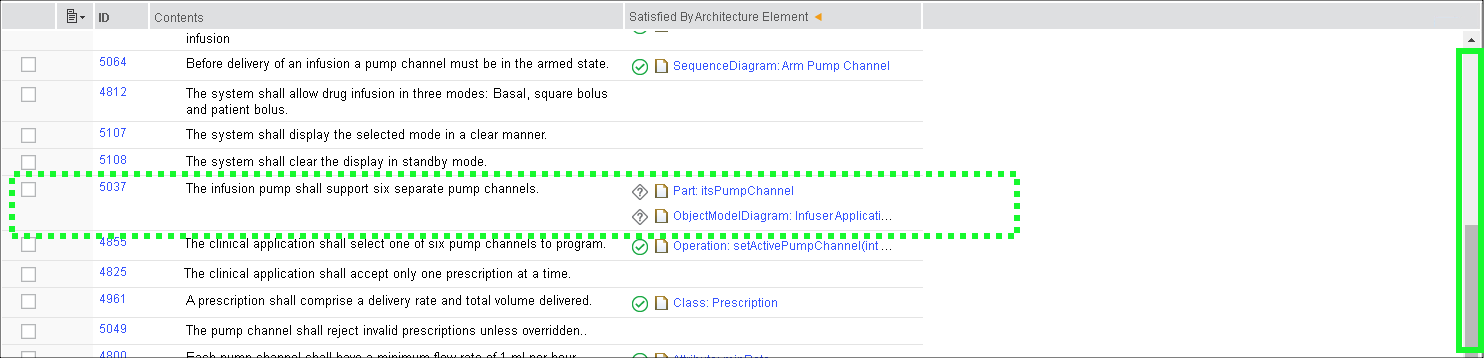 ID Contents Satisfied By Architecture Element
infusion
5064 Before delivery of an infusion a pump channel must be in the armed state. SequenceDiagram: Arm Pump Channel
4812 The system shall allow drug infusion in three modes: Basal, square bolus
and patient bolus.
5107 The system shall display the selected mode in a clear manner.
5108 The system shall clear the display in standby mode.
5037 The infusion pump shall support six separate pump channels. Part: itsPumpChannel
ObjectModelDiagram: Infuser Applicati...
4855 The clinical application shall select one of six pump channels to program. Operation: setActivePumpChannel(int ...
4825 The clinical application shall accept only one prescription at a time.
4961 A prescription shall comprise a delivery rate and total volume delivered. Class: Prescription
5049 The pump channel shall reject invalid prescriptions unless overridden..
4800 Each pump channel shall have a minimum flow rate of 1 ml per hour Attribute: minRate